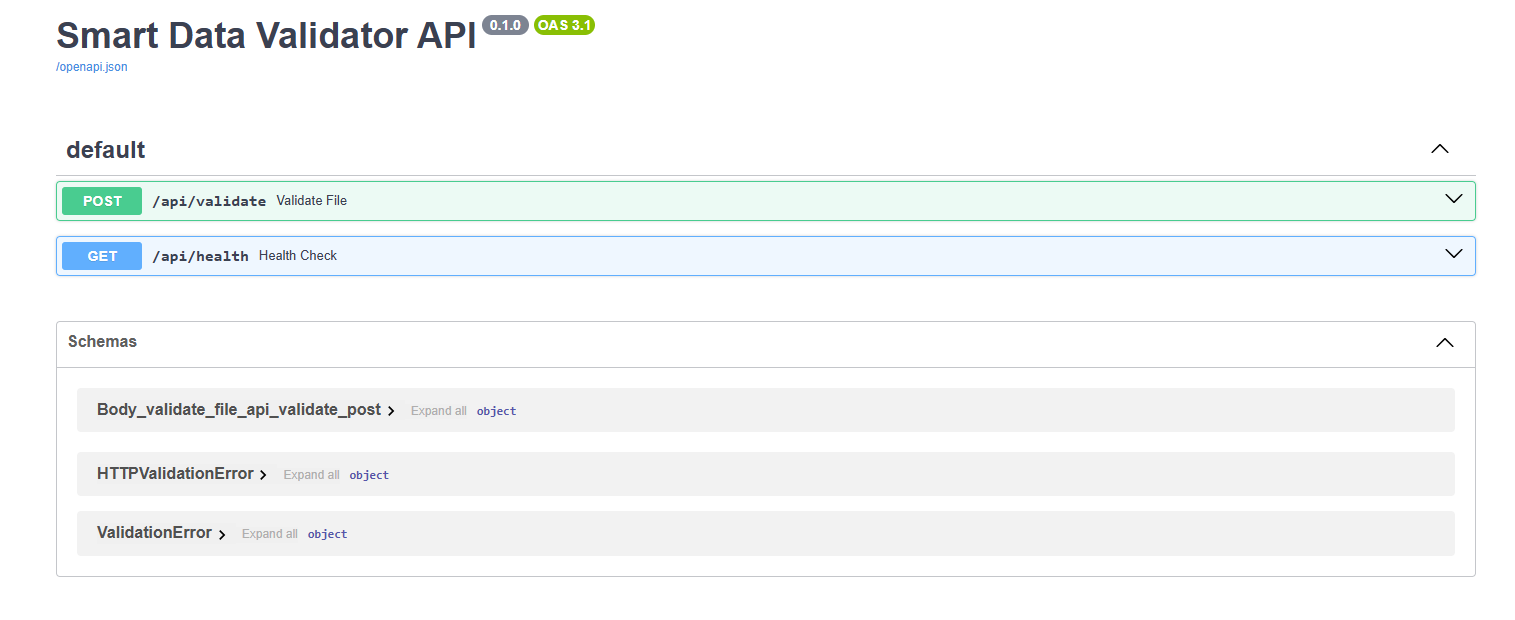 Smart Data Validator API 0.1.0 OAS 3.1
/openapi.json
default
POST /api/validate Validate File
GET /api/health Health Check
Schemas
Body_validate_file_api_validate_post Expand all object
HTTPValidationError Expand all object
ValidationError Expand all object